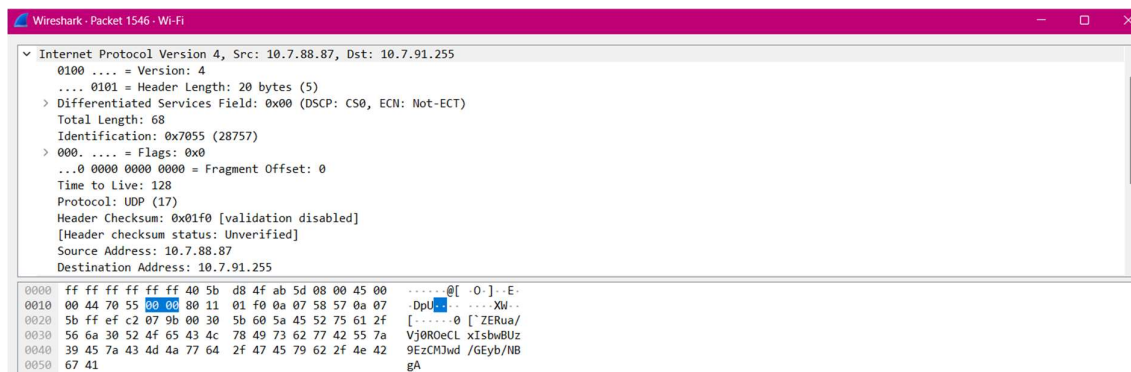 Wireshark · Packet 1546 · Wi-Fi
Internet Protocol Version 4, Src: 10.7.88.87, Dst: 10.7.91.255
0100 .... = Version: 4
.... 0101 = Header Length: 20 bytes (5)
Differentiated Services Field: 0x00 (DSCP: CS0, ECN: Not-ECT)
Total Length: 68
Identification: 0x7055 (28757)
000. .... = Flags: 0x0
...0 0000 0000 0000 = Fragment Offset: 0
Time to Live: 128
Protocol: UDP (17)
Header Checksum: 0x01f0 [validation disabled]
[Header checksum status: Unverified]
Source Address: 10.7.88.87
Destination Address: 10.7.91.255
0000 ff ff ff ff ff ff 40 5b d8 4f ab 5d 08 00 45 00 ······@[ ·O·]··E·
0010 00 44 70 55 00 00 80 11 01 f0 0a 07 58 57 0a 07 ·DpU···· ····XW··
0020 5b ff ef c2 07 9b 00 30 5b 60 5a 45 52 75 61 2f [······0 [`ZERua/
0030 56 6a 30 52 4f 65 43 4c 78 49 73 62 77 42 55 7a Vj0ROeCL xIsbwBUz
0040 39 45 7a 43 4d 4a 77 64 2f 47 45 79 62 2f 4e 42 9EzCMJwd /GEyb/NB
0050 67 41 gA